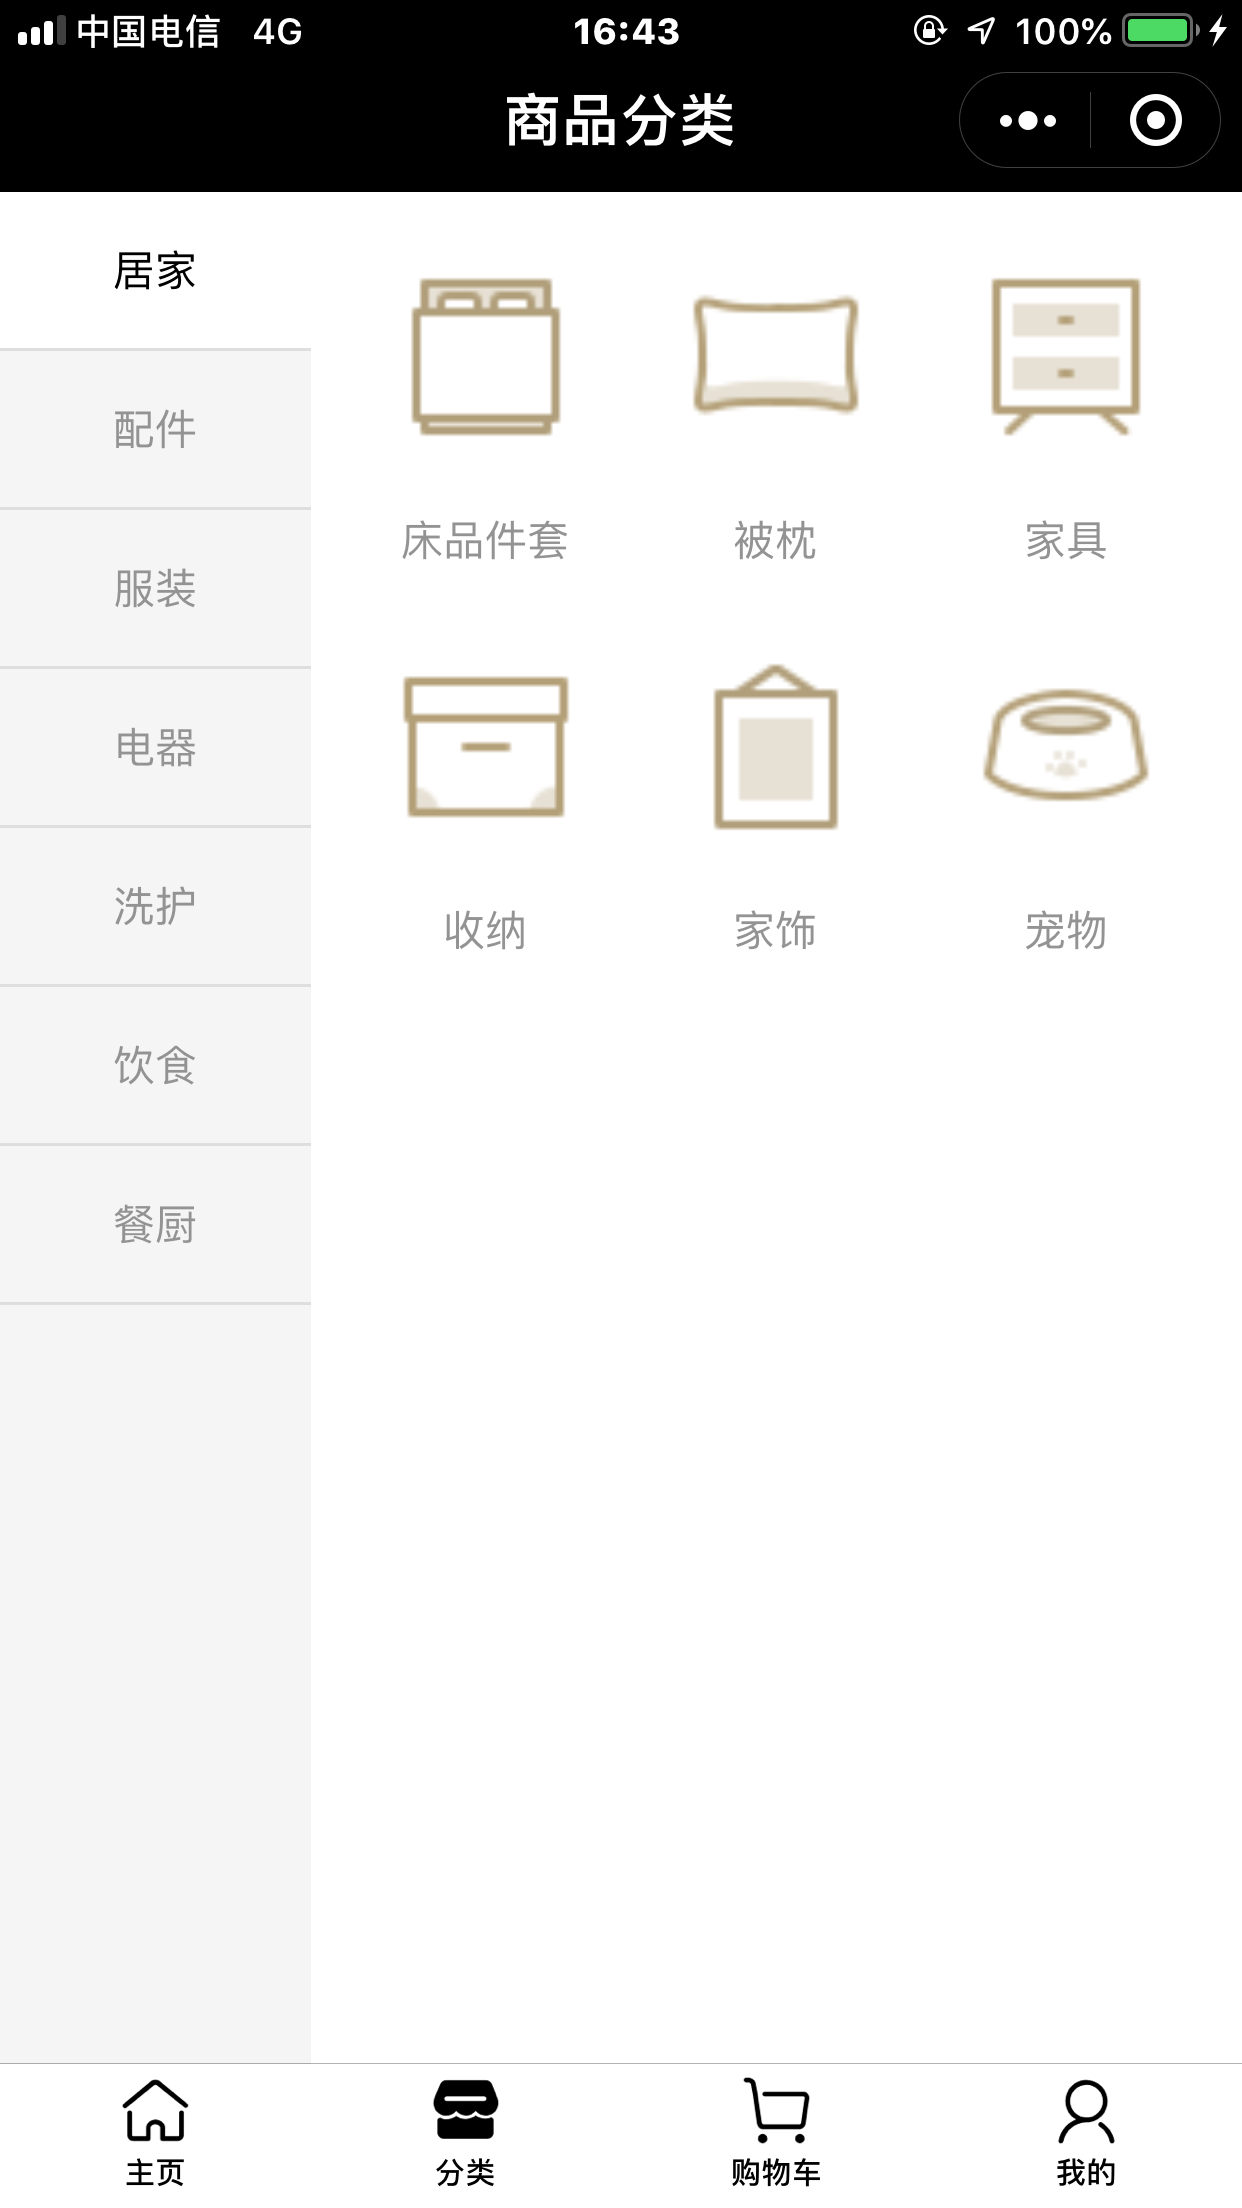 中国电信 4G 16:43 100%
商品分类
居家
配件
服装
电器
洗护
饮食
餐厨
床品件套 被枕 家具
收纳 家饰 宠物
主页 分类 购物车 我的